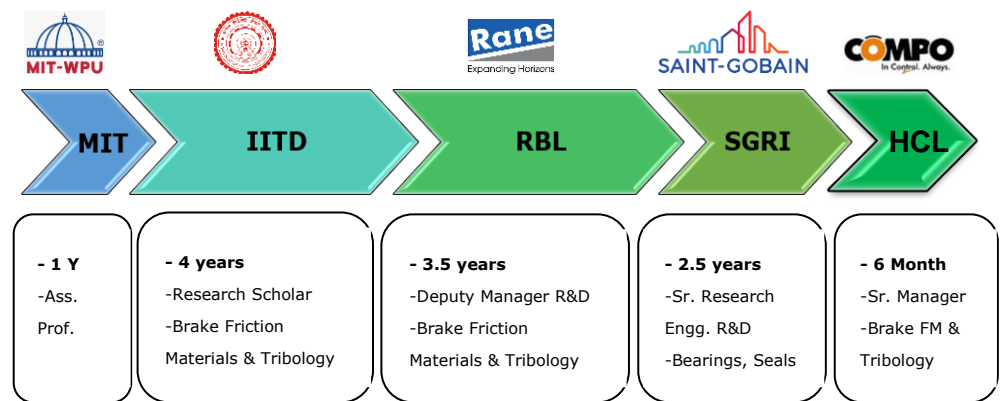 MIT-WPU
®
Rane
Expanding Horizons
SAINT-GOBAIN
COMPO
In Control. Always.
MIT
IITD
RBL
SGRI
HCL
- 1 Y
-Ass.
Prof.
- 4 years
-Research Scholar
-Brake Friction
Materials & Tribology
- 3.5 years
-Deputy Manager R&D
-Brake Friction
Materials & Tribology
- 2.5 years
-Sr. Research
Engg. R&D
-Bearings, Seals
- 6 Month
-Sr. Manager
-Brake FM &
Tribology